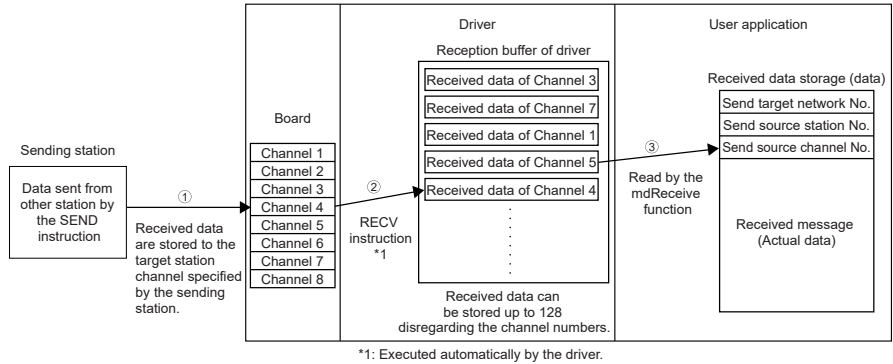 Sending station
Data sent from
other station by
the SEND
instruction
①
Received data
are stored to the
target station
channel specified
by the sending
station.
Board
Channel 1
Channel 2
Channel 3
Channel 4
Channel 5
Channel 6
Channel 7
Channel 8
②
RECV
instruction
*1
Driver
Reception buffer of driver
Received data of Channel 3
Received data of Channel 7
Received data of Channel 1
Received data of Channel 5
Received data of Channel 4
Received data can
be stored up to 128
disregarding the channel numbers.
③
Read by the
mdReceive
function
User application
Received data storage (data)
Send target network No.
Send source station No.
Send source channel No.
Received message
(Actual data)
*1: Executed automatically by the driver.